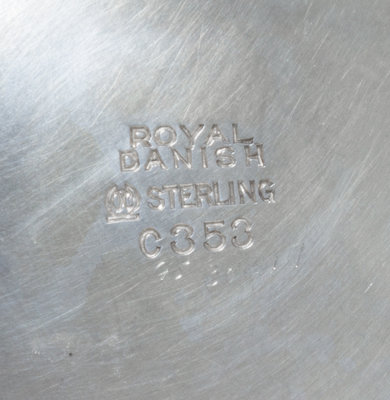 ROYAL
DANISH
STERLING
C353